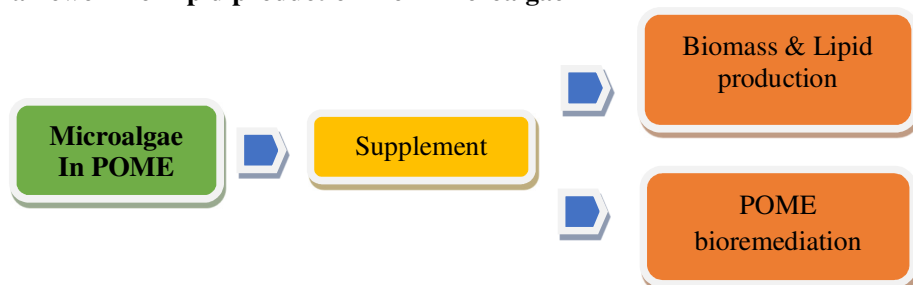 Microalgae
In POME
Supplement
Biomass & Lipid
production
POME
bioremediation